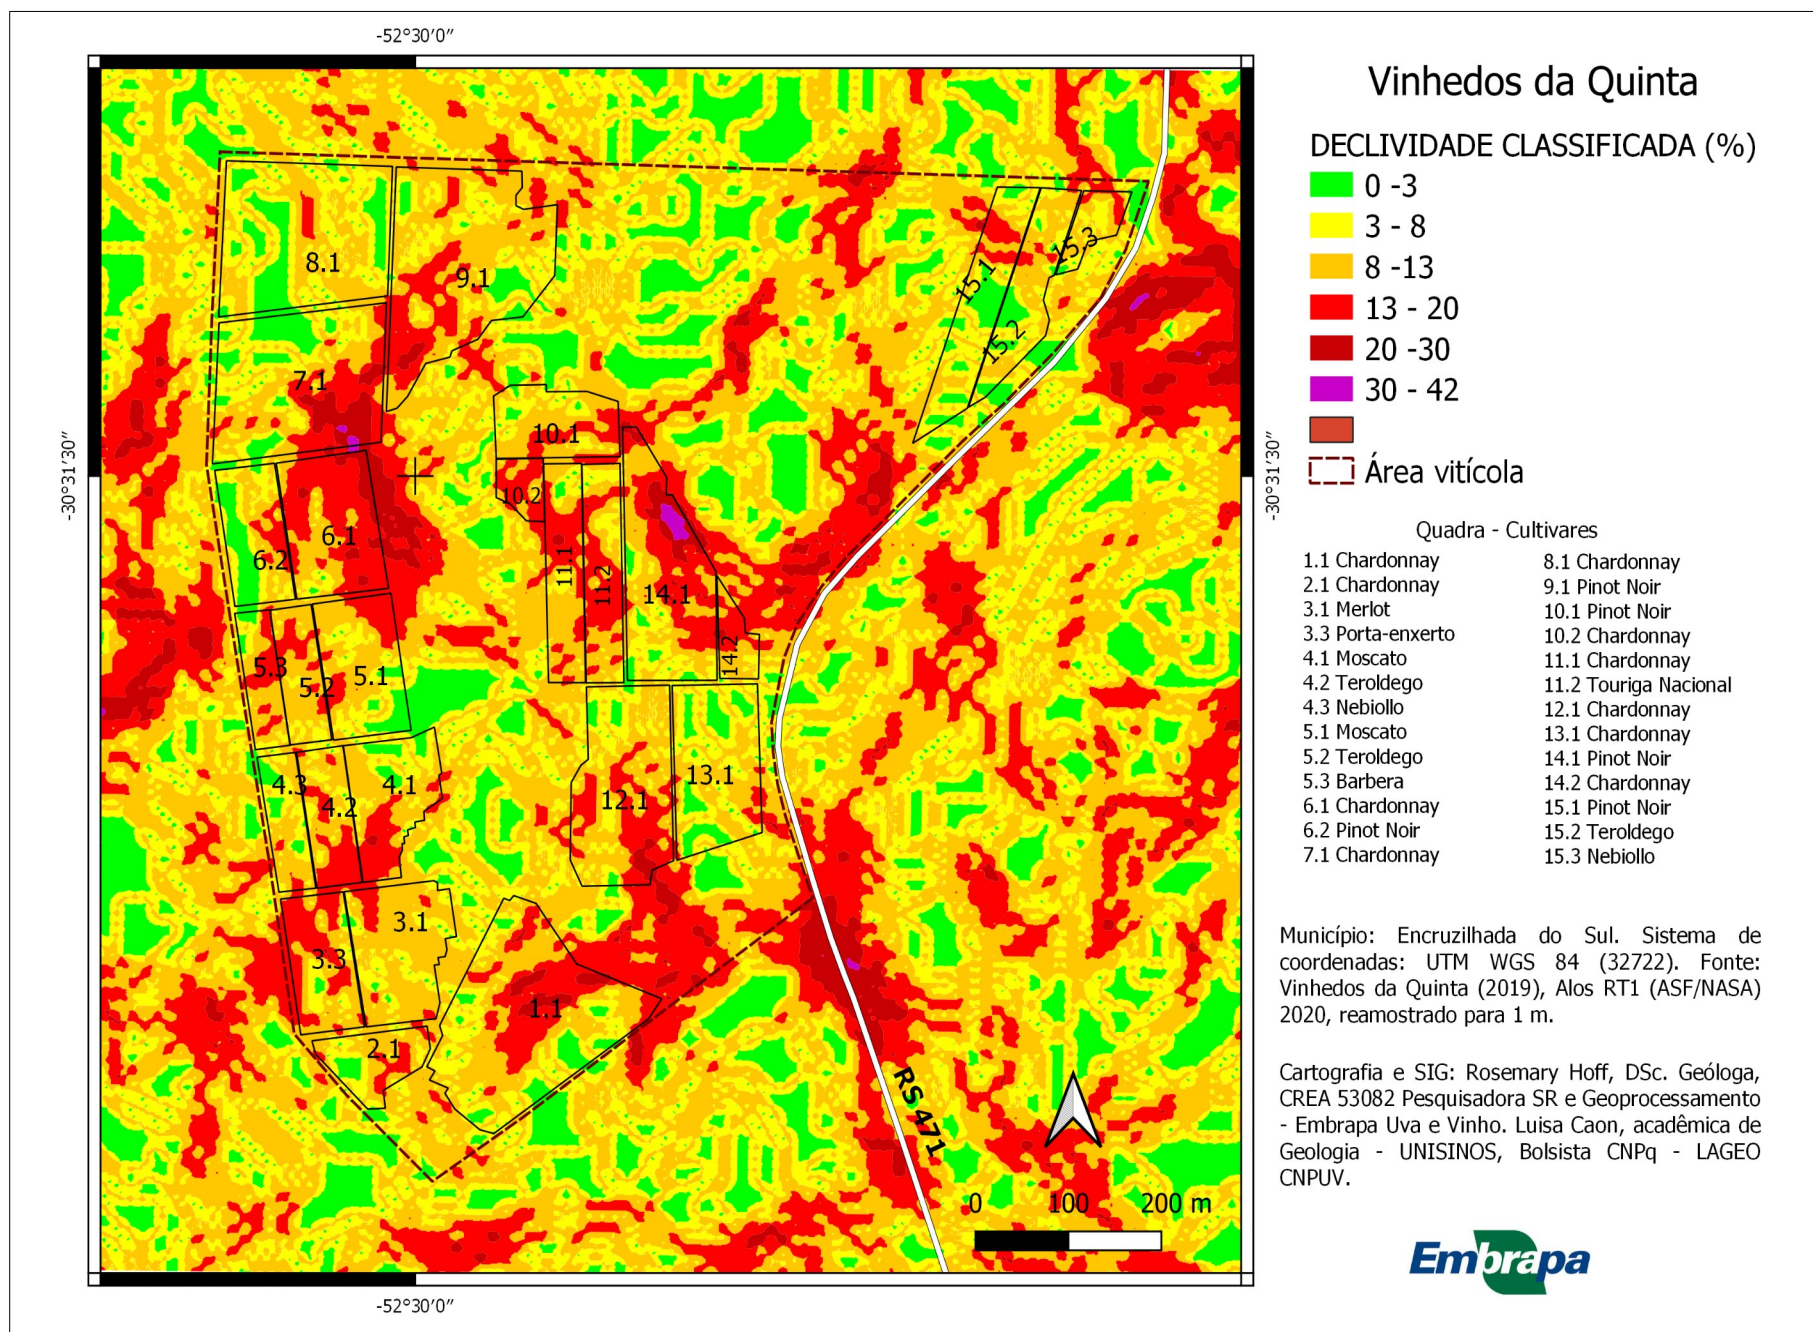 -52°30′0″
Vinhedos da Quinta
DECLIVIDADE CLASSIFICADA (%)
0 -3
3 - 8
8 -13
13 - 20
20 -30
30 - 42
Área vitícola
-30°31′30″
-30°31′30″
8.1
9.1
15.3
15.1
15.2
7.1
10.1
10.2
6.1
6.2
11.1
11.2
14.1
14.2
5.3
5.2
5.1
4.3
4.2
4.1
12.1
13.1
3.1
3.3
1.1
2.1
RS 471
0 100 200 m
-52°30′0″
Quadra - Cultivares
1.1 Chardonnay
2.1 Chardonnay
3.1 Merlot
3.3 Porta-enxerto
4.1 Moscato
4.2 Teroldego
4.3 Nebiollo
5.1 Moscato
5.2 Teroldego
5.3 Barbera
6.1 Chardonnay
6.2 Pinot Noir
7.1 Chardonnay
8.1 Chardonnay
9.1 Pinot Noir
10.1 Pinot Noir
10.2 Chardonnay
11.1 Chardonnay
11.2 Touriga Nacional
12.1 Chardonnay
13.1 Chardonnay
14.1 Pinot Noir
14.2 Chardonnay
15.1 Pinot Noir
15.2 Teroldego
15.3 Nebiollo
Município: Encruzilhada do Sul. Sistema de
coordenadas: UTM WGS 84 (32722). Fonte:
Vinhedos da Quinta (2019), Alos RT1 (ASF/NASA)
2020, reamostrado para 1 m.
Cartografia e SIG: Rosemary Hoff, DSc. Geóloga,
CREA 53082 Pesquisadora SR e Geoprocessamento
- Embrapa Uva e Vinho. Luisa Caon, acadêmica de
Geologia - UNISINOS, Bolsista CNPq - LAGEO
CNPUV.
Embrapa